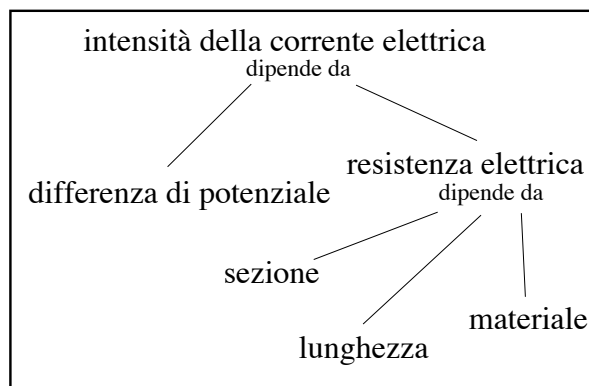 intensità della corrente elettrica
dipende da
differenza di potenziale
resistenza elettrica
dipende da
sezione
lunghezza
materiale